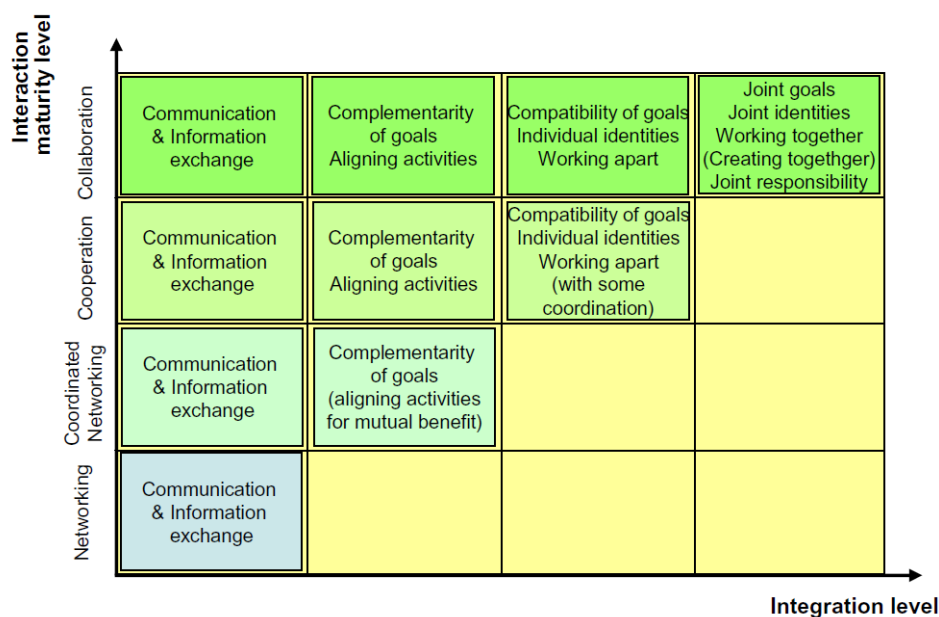 Interaction
maturity level
Collaboration
Communication
& Information
exchange
Complementarity
of goals
Aligning activities
Compatibility of goals
Individual identities
Working apart
Joint goals
Joint identities
Working together
(Creating togethger)
Joint responsibility
Cooperation
Communication
& Information
exchange
Complementarity
of goals
Aligning activities
Compatibility of goals
Individual identities
Working apart
(with some
coordination)
Coordinated
Networking
Communication
& Information
exchange
Complementarity
of goals
(aligning activities
for mutual benefit)
Networking
Communication
& Information
exchange
Integration level